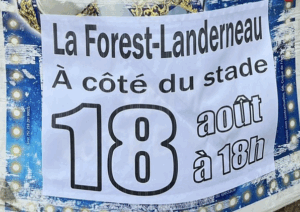 La Forest-Landerneau
À côté du stade
18 août
à 18h